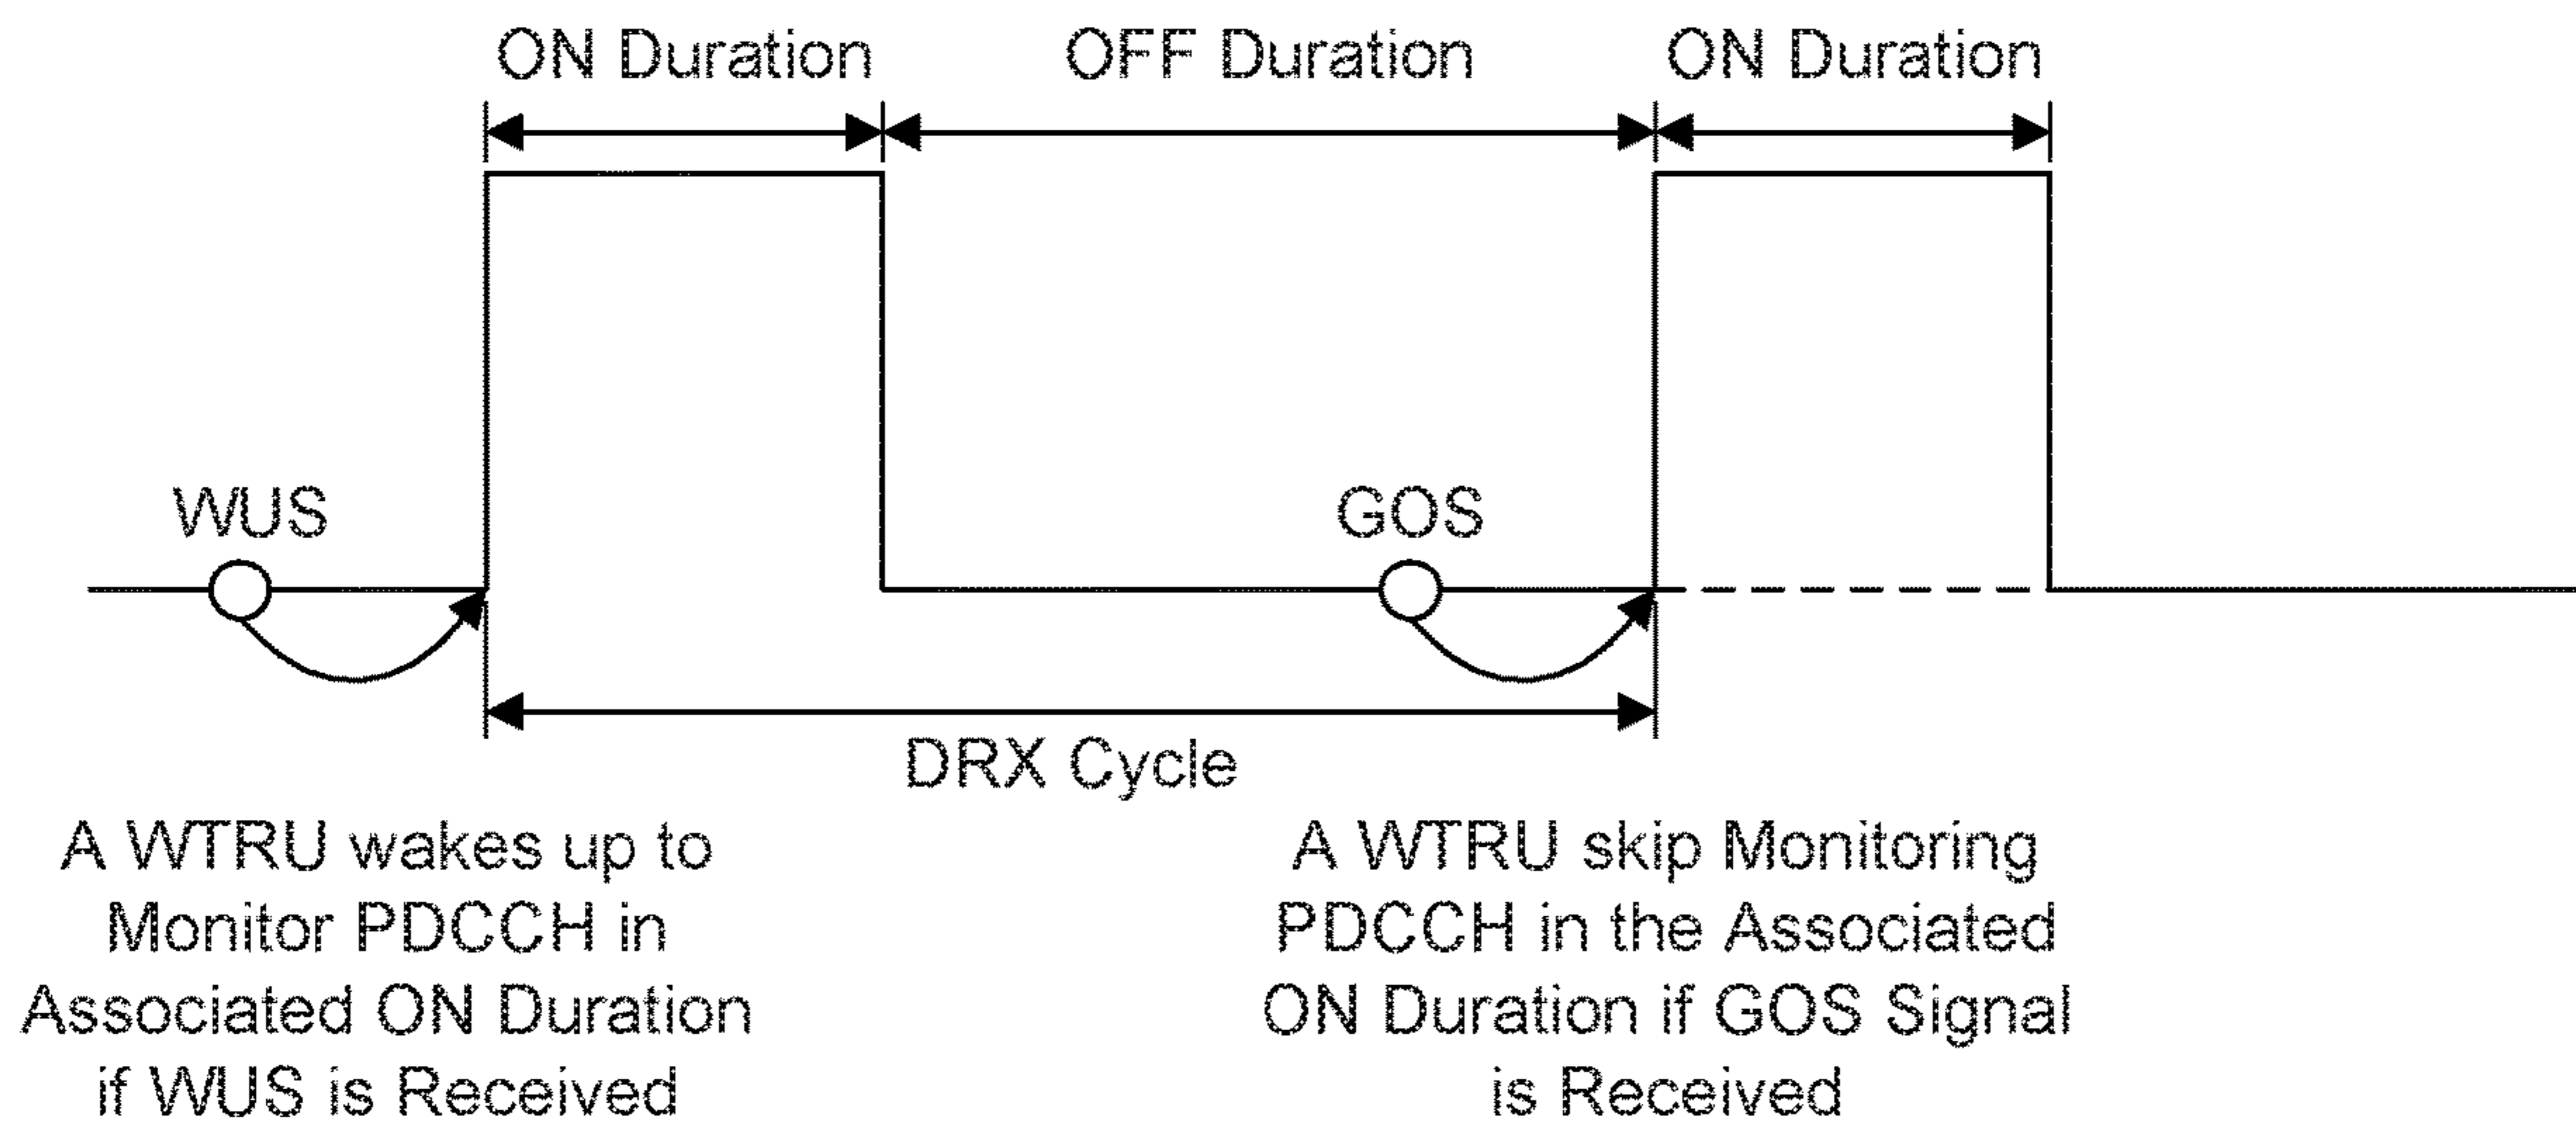 ON Duration
OFF Duration
ON Duration
WUS
GOS
DRX Cycle
A WTRU wakes up to
Monitor PDCCH in
Associated ON Duration
if WUS is Received
A WTRU skip Monitoring
PDCCH in the Associated
ON Duration if GOS Signal
is Received